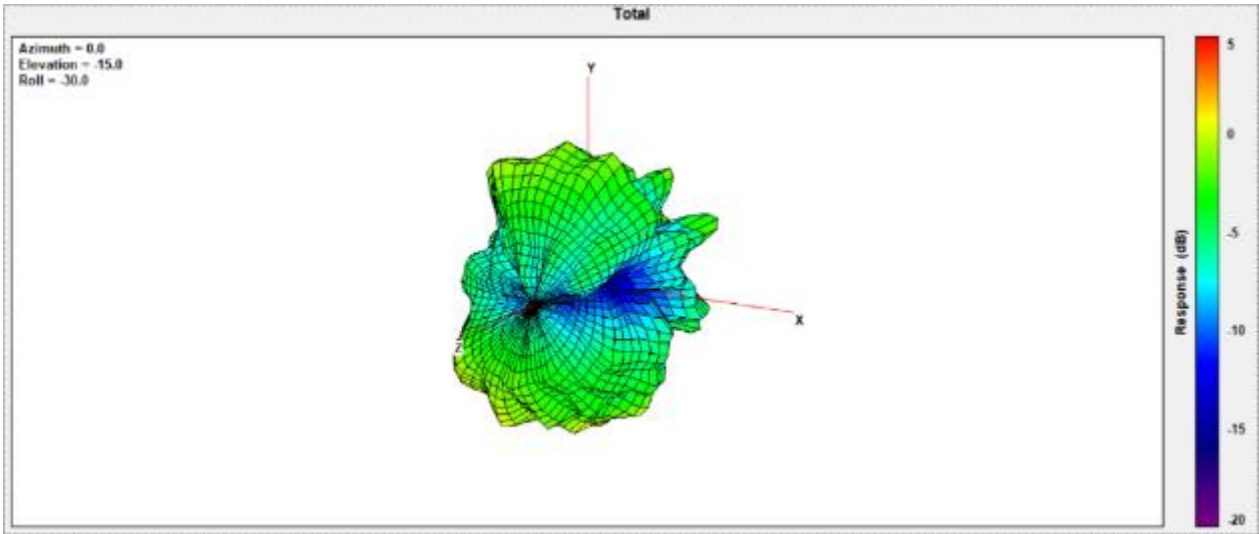 Total
Azimuth = 0.0
Elevation = -15.0
Roll = -30.0
Y
X
Z
5
0
-5
-10
-15
-20
Response (dB)